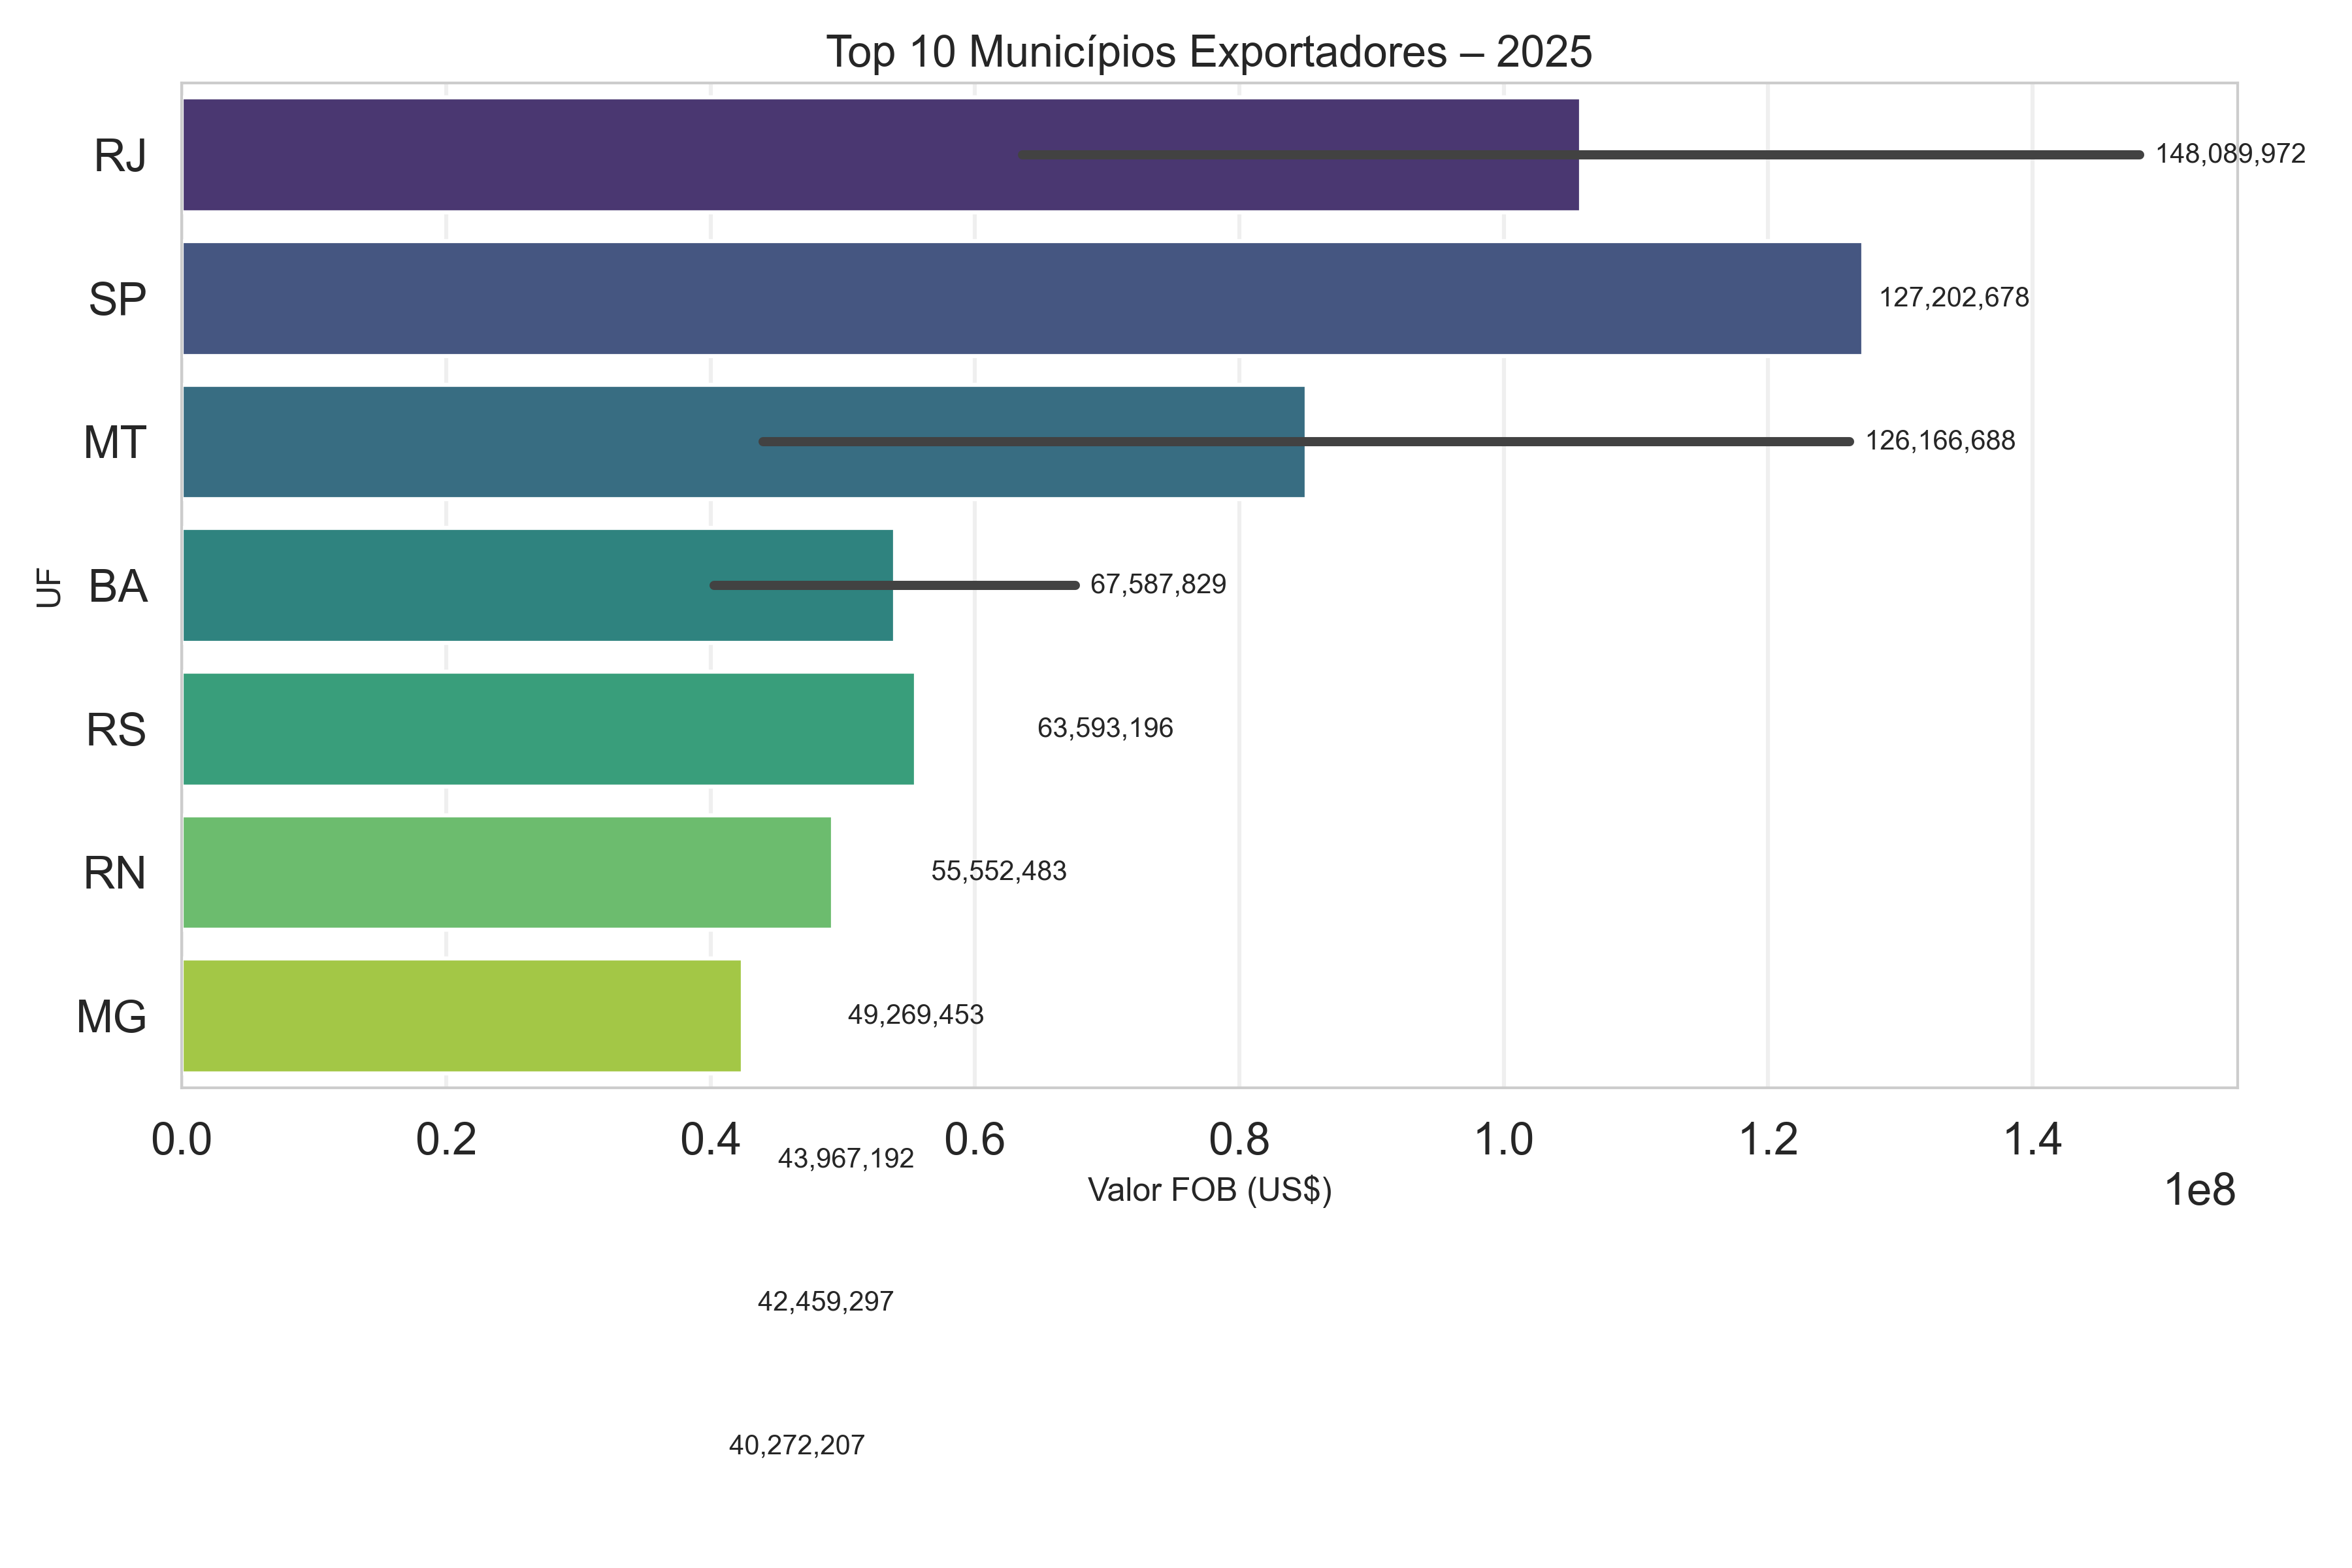 Top 10 Municípios Exportadores – 2025
RJ
148,089,972
SP
127,202,678
MT
126,166,688
UF
BA
67,587,829
RS
63,593,196
RN
55,552,483
MG
49,269,453
0.0 0.2 0.4 0.6 0.8 1.0 1.2 1.4
43,967,192
Valor FOB (US$)
1e8
42,459,297
40,272,207